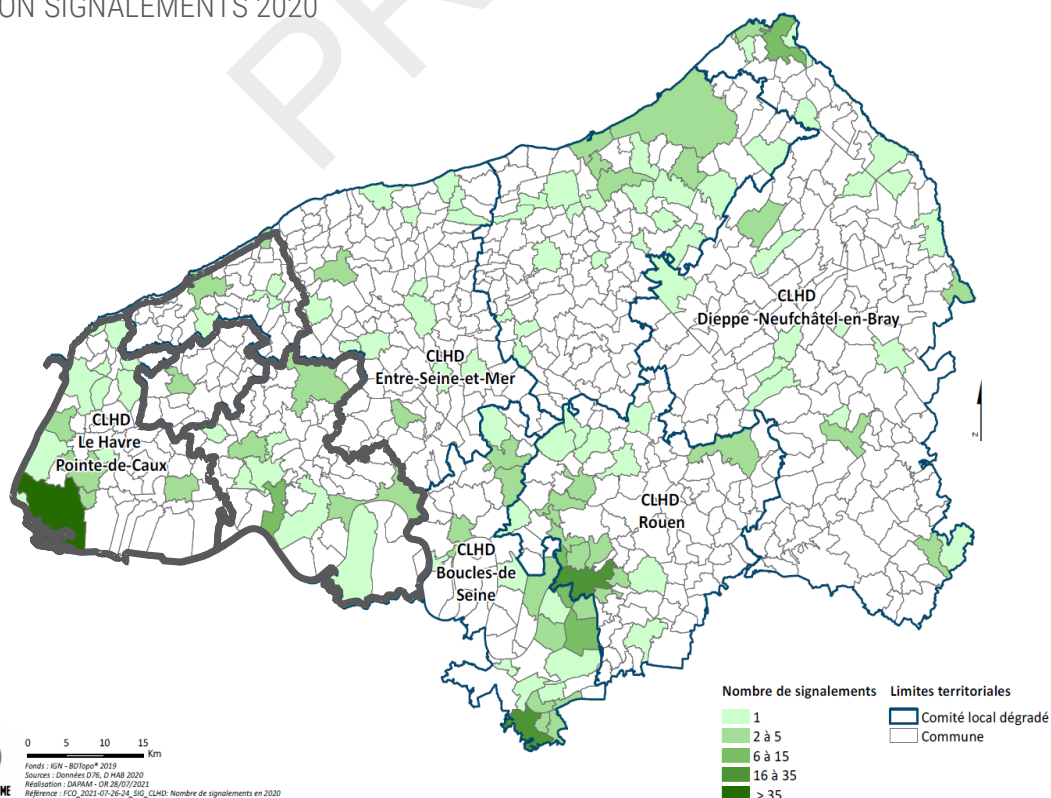 ON SIGNALEMENTS 2020
PR
CLHD
Dieppe -Neufchâtel-en-Bray
CLHD
Entre-Seine-et-Mer
CLHD
Le Havre
Pointe-de-Caux
CLHD
Rouen
CLHD
Boucles-de
Seine
z
Nombre de signalements
1
2 à 5
6 à 15
16 à 35
> 35
Limites territoriales
Comité local dégradé
Commune
0 5 10 15
Km
Fonds : IGN - BDTopo® 2019
Sources : Données D76, D HAB 2020
Réalisation : DAPAM - OR 28/07/2021
Référence : FCO_2021-07-26-24_SIG_CLHD: Nombre de signalements en 2020
ME